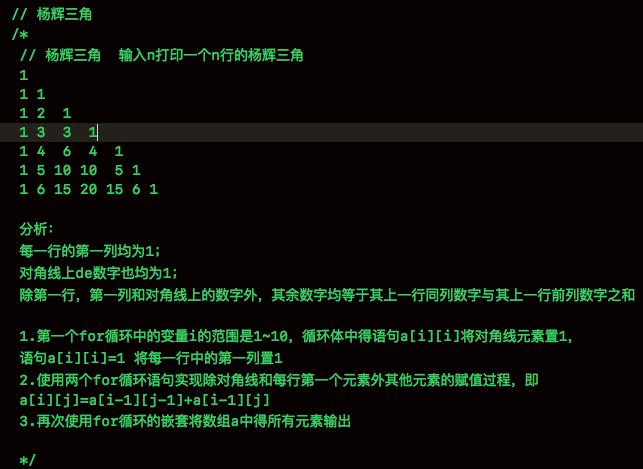 // 杨辉三角
/*
// 杨辉三角  输入n打印一个n行的杨辉三角
1
1 1
1 2  1
1 3  3  1
1 4  6  4  1
1 5 10 10  5 1
1 6 15 20 15 6 1
分析:
每一行的第一列均为1;
对角线上de数字也均为1;
除第一行，第一列和对角线上的数字外，其余数字均等于其上一行同列数字与其上一行前列数字之和
1.第一个for循环中的变量i的范围是1~10，循环体中得语句a[i][i]将对角线元素置1，
语句a[i][i]=1 将每一行中的第一列置1
2.使用两个for循环语句实现除对角线和每行第一个元素外其他元素的赋值过程，即
a[i][j]=a[i-1][j-1]+a[i-1][j]
3.再次使用for循环的嵌套将数组a中得所有元素输出
*/